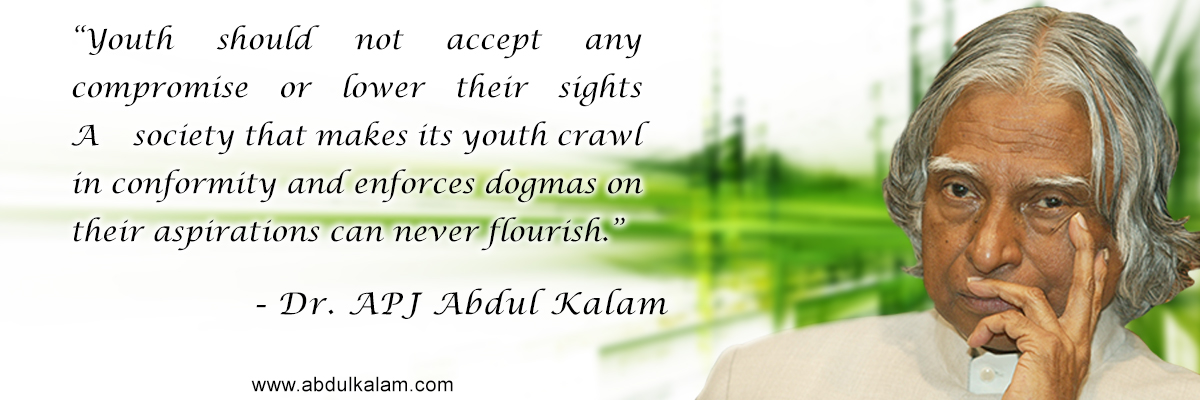 “Youth should not accept any
compromise or lower their sights
A society that makes its youth crawl
in conformity and enforces dogmas on
their aspirations can never flourish.”
- Dr. APJ Abdul Kalam
www.abdulkalam.com